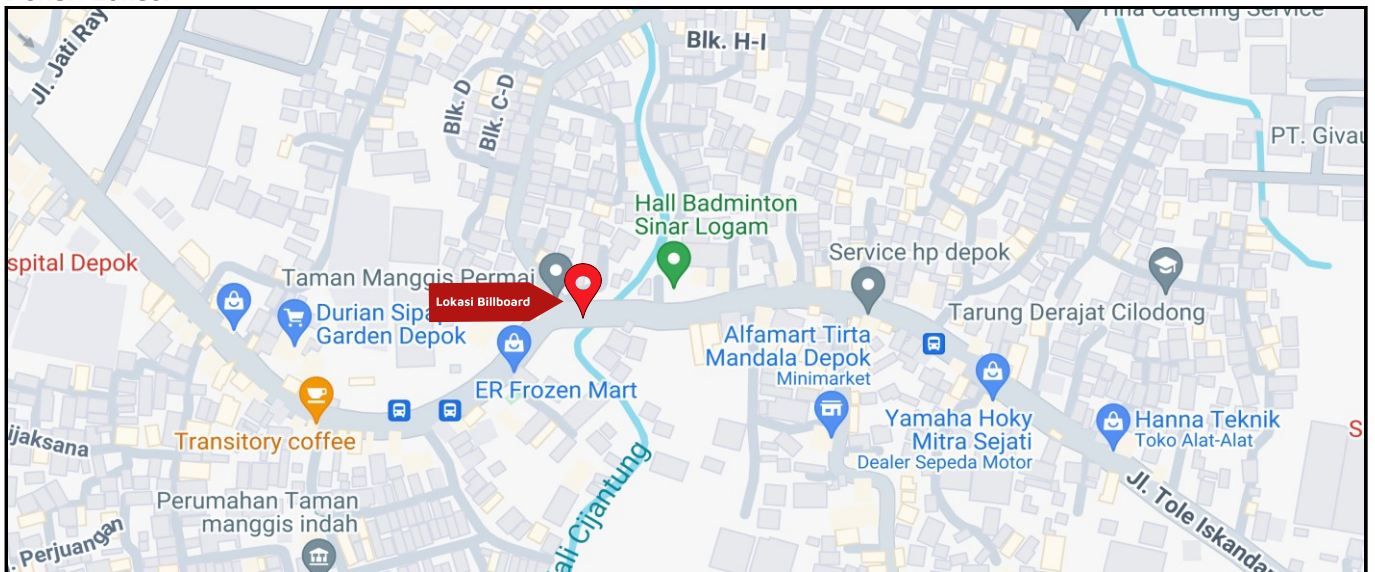 Tirta Catering Service
Blk. H-I
Jl. Jati Ray
Blk. D
Blk. C-D
PT. Givau
Hall Badminton
Sinar Logam
spital Depok
Service hp depok
Taman Manggis Permai
Lokasi Billboard
Durian Sipa
Garden Depok
Tarung Derajat Cilodong
Alfamart Tirta
Mandala Depok
Minimarket
ER Frozen Mart
Yamaha Hoky
Mitra Sejati
Dealer Sepeda Motor
Hanna Teknik
Toko Alat-Alat
S
Transitory coffee
ijaksana
ali Cijantung
Jl. Tole Iskanda
Perumahan Taman
manggis indah
. Perjuangan